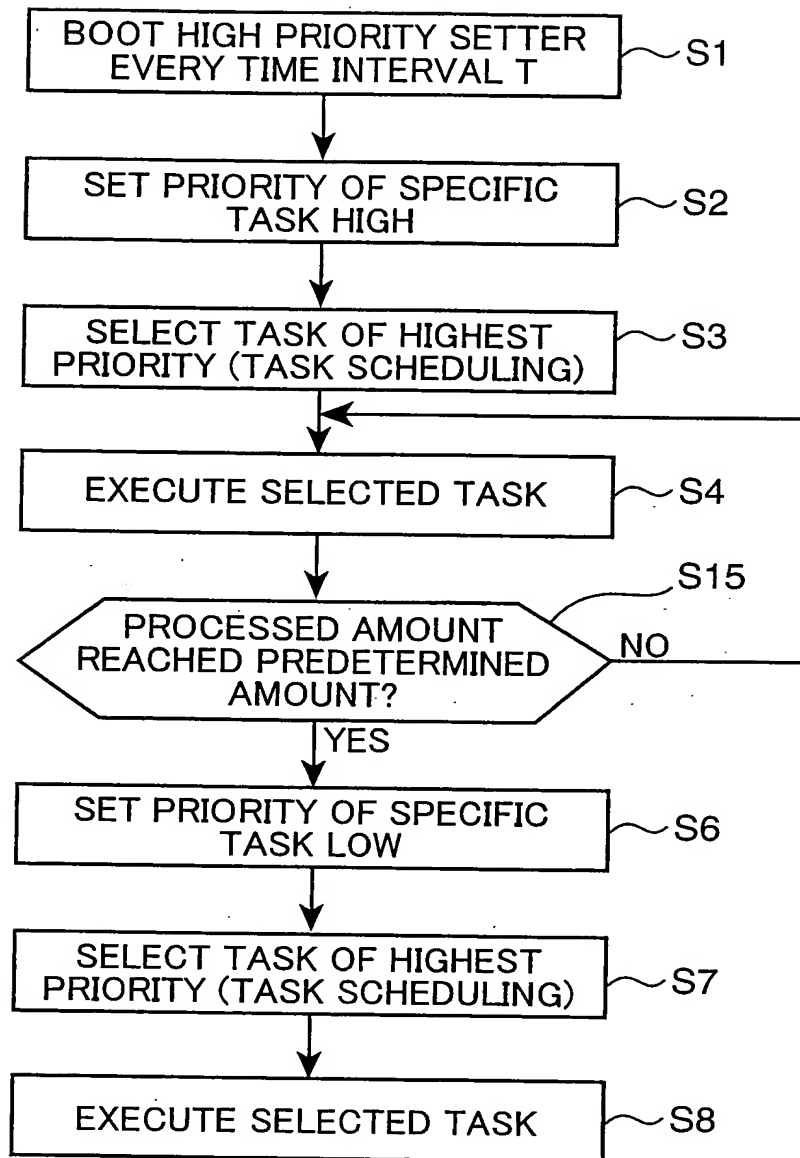 BOOT HIGH PRIORITY SETTER
EVERY TIME INTERVAL T
S1
SET PRIORITY OF SPECIFIC
TASK HIGH
S2
SELECT TASK OF HIGHEST
PRIORITY (TASK SCHEDULING)
S3
EXECUTE SELECTED TASK
S4
S15
PROCESSED AMOUNT
REACHED PREDETERMINED
AMOUNT?
NO
YES
SET PRIORITY OF SPECIFIC
TASK LOW
S6
SELECT TASK OF HIGHEST
PRIORITY (TASK SCHEDULING)
S7
EXECUTE SELECTED TASK
S8